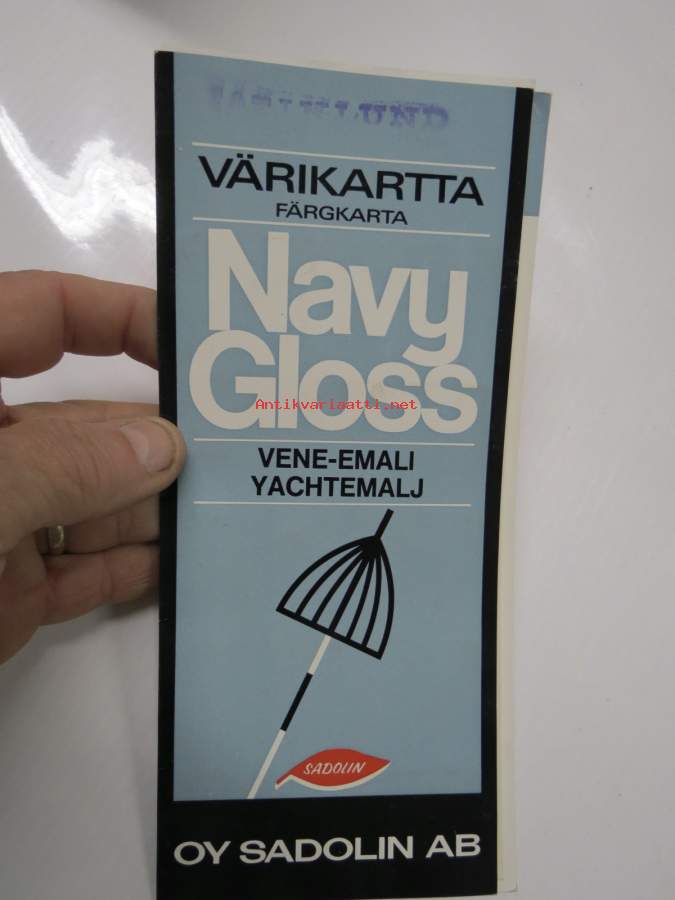 VÄRIKARTTA
FÄRGKARTA
Navy
Gloss
Antikvariaatti.net
VENE-EMALI
YACHTEMALJ
SADOLIN
OY SADOLIN AB